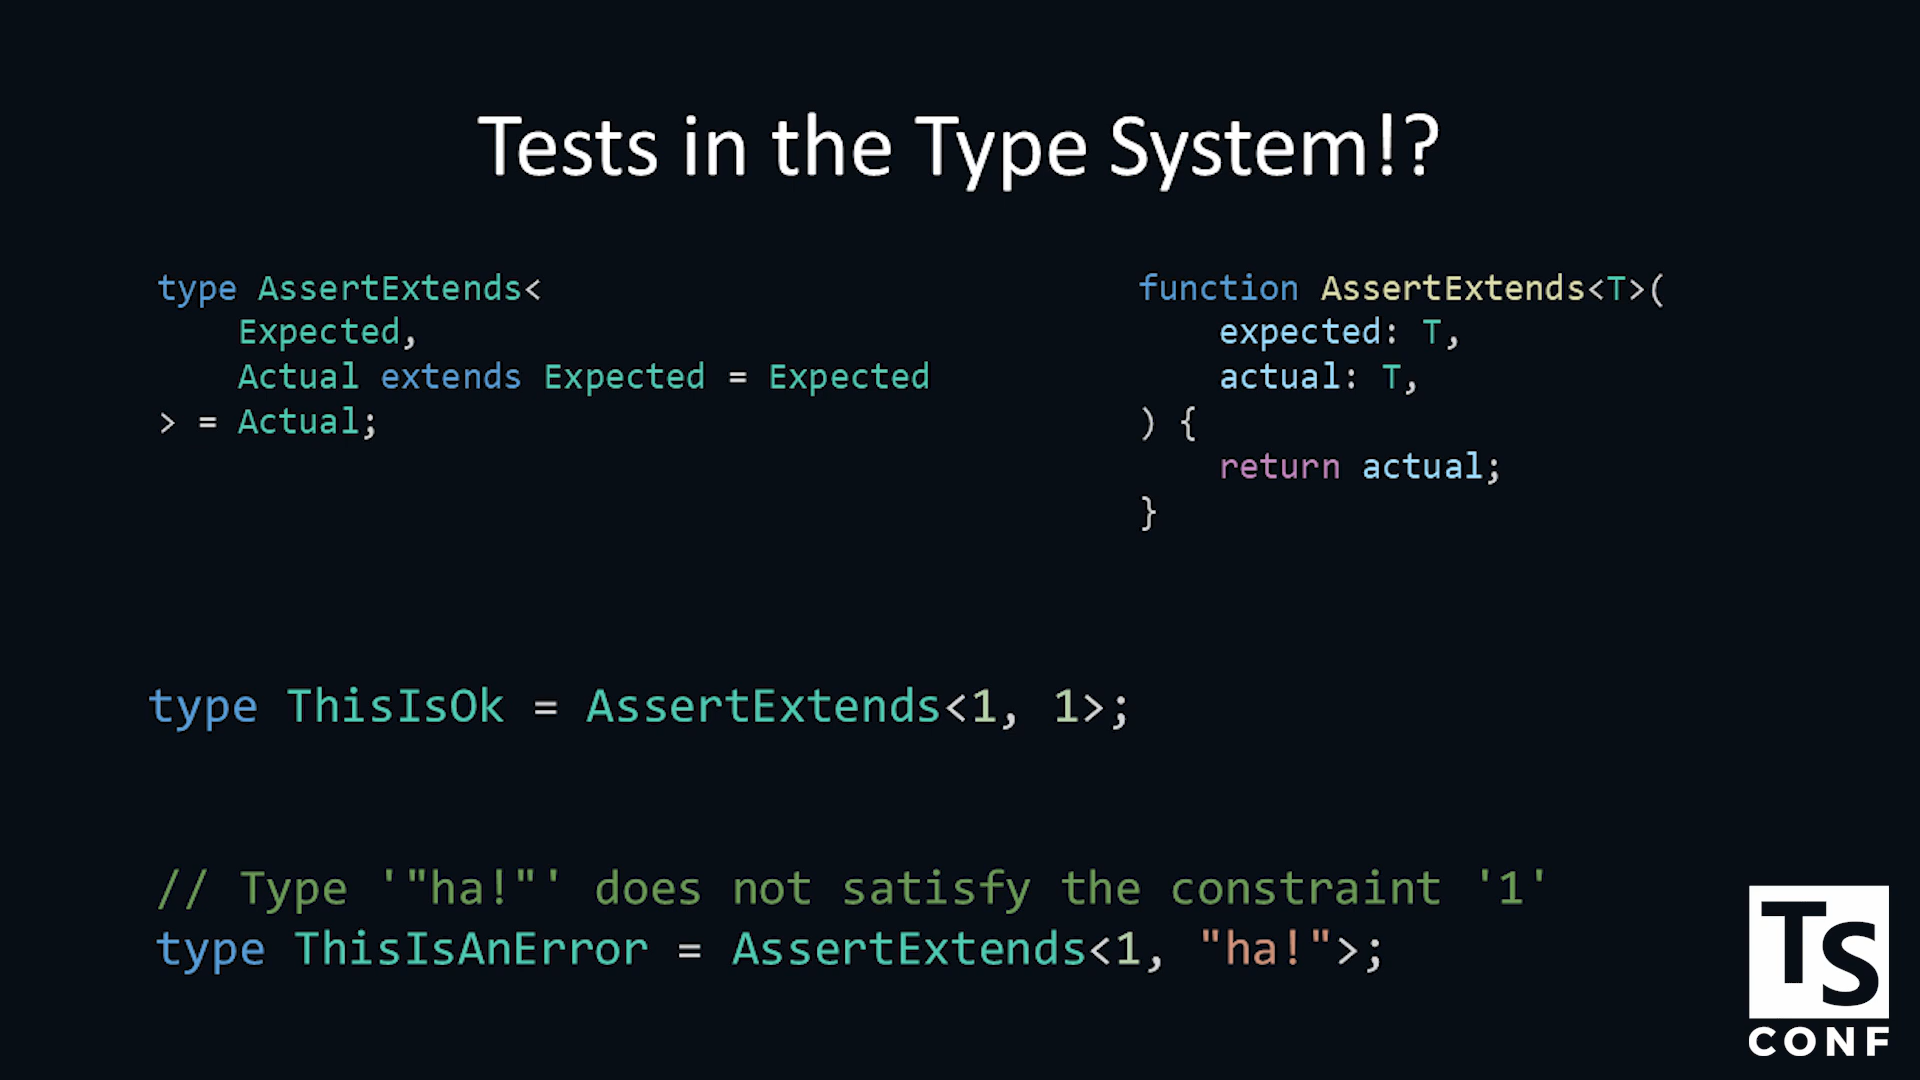 Tests in the Type System!?
type AssertExtends<
    Expected,
    Actual extends Expected = Expected
> = Actual;
function AssertExtends<T>(
    expected: T,
    actual: T,
) {
    return actual;
}
type ThisIsOk = AssertExtends<1, 1>;
// Type '"ha!"' does not satisfy the constraint '1'
type ThisIsAnError = AssertExtends<1, "ha!">;
TS
CONF